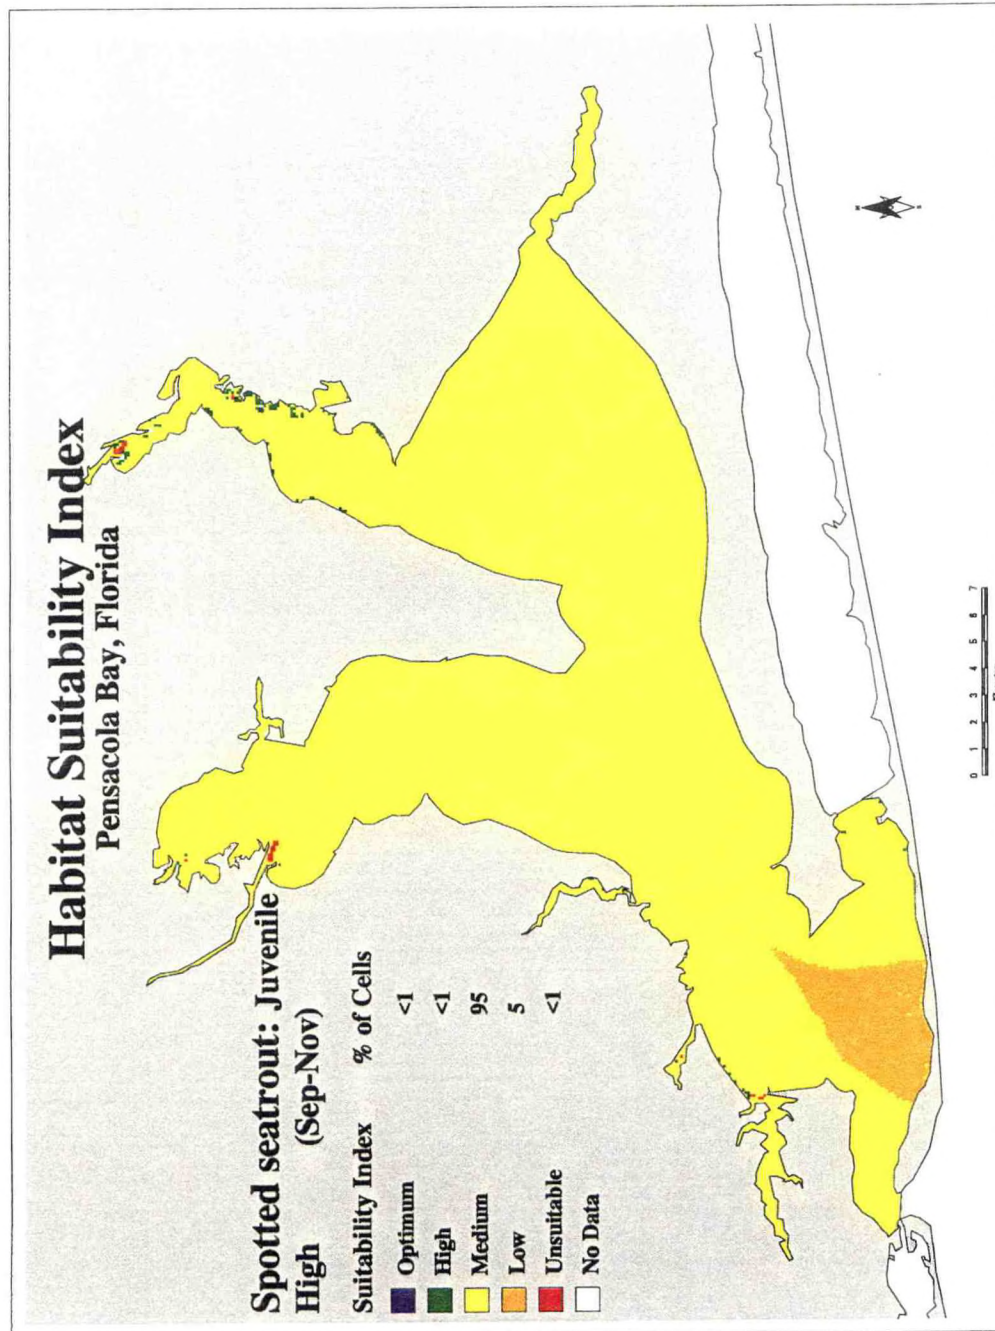 Habitat Suitability Index
Pensacola Bay, Florida
Spotted seatrout: Juvenile
High (Sep-Nov)
Suitability Index % of Cells
Optimum <1
High <1
Medium 95
Low 5
Unsuitable <1
No Data
0 1 2 3 4 5 6 7